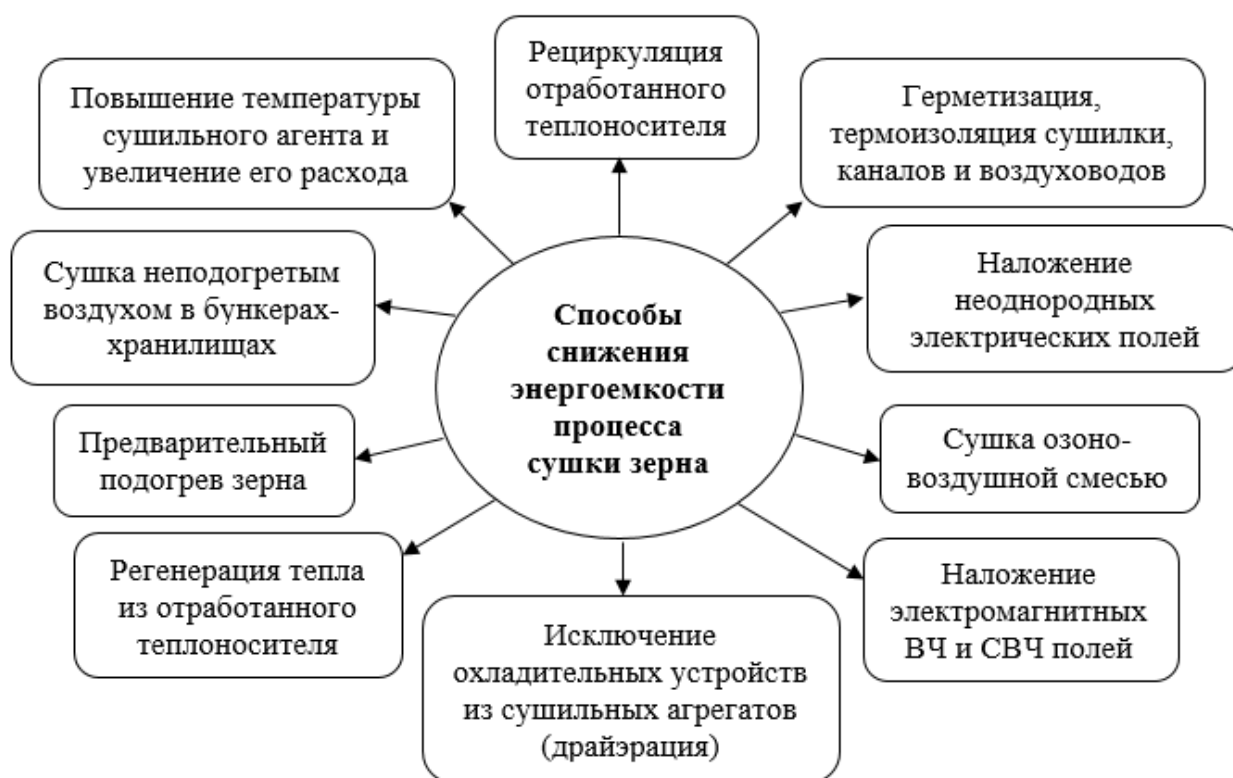 Рециркуляция
отработанного
теплоносителя
Повышение температуры
сушильного агента и
увеличение его расхода
Герметизация,
термоизоляция сушилки,
каналов и воздуховодов
Сушка неподогретым
воздухом в бункерах-
хранилищах
Наложение
неоднородных
электрических полей
Способы
снижения
энергоемкости
процесса
сушки зерна
Предварительный
подогрев зерна
Сушка озоно-
воздушной смесью
Регенерация тепла
из отработанного
теплоносителя
Исключение
охладительных устройств
из сушильных агрегатов
(драйэрация)
Наложение
электромагнитных
ВЧ и СВЧ полей